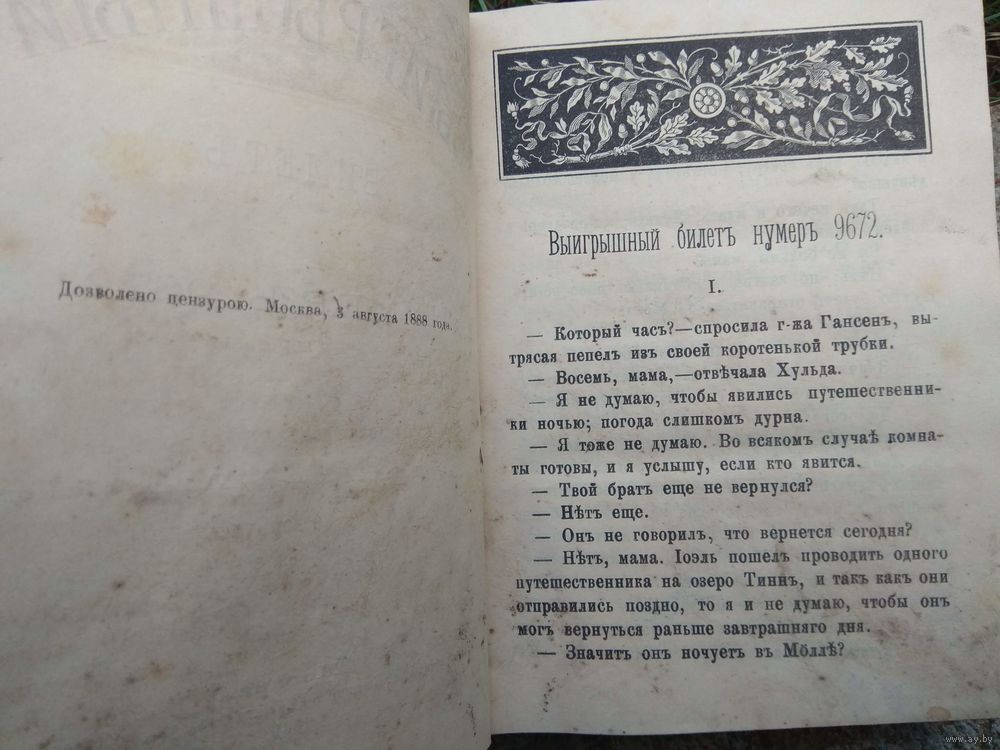 Дозволено цензурою. Москва, 3 августа 1888 года.
Выигрышный билетъ нумеръ 9672.
I.
— Который часъ?—спросила г-жа Гансенъ, вы-
трясая пепелъ изъ своей коротенькой трубки.
— Восемь, мама,—отвѣчала Хульда.
— Я не думаю, чтобы явились путешественни-
ки ночью; погода слишкомъ дурна.
— Я тоже не думаю. Во всякомъ случаѣ комна-
ты готовы, и я услышу, если кто явится.
— Твой братъ еще не вернулся?
— Нѣтъ еще.
— Онъ не говорилъ, что вернется сегодня?
— Нѣтъ, мама. Іоэль пошелъ проводить одного
путешественника на озеро Тиннъ, и такъ какъ они
отправились поздно, то я и не думаю, чтобы онъ
могъ вернуться раньше завтрашняго дня.
— Значитъ онъ ночуетъ въ Мёллѣ?
www.ay.by